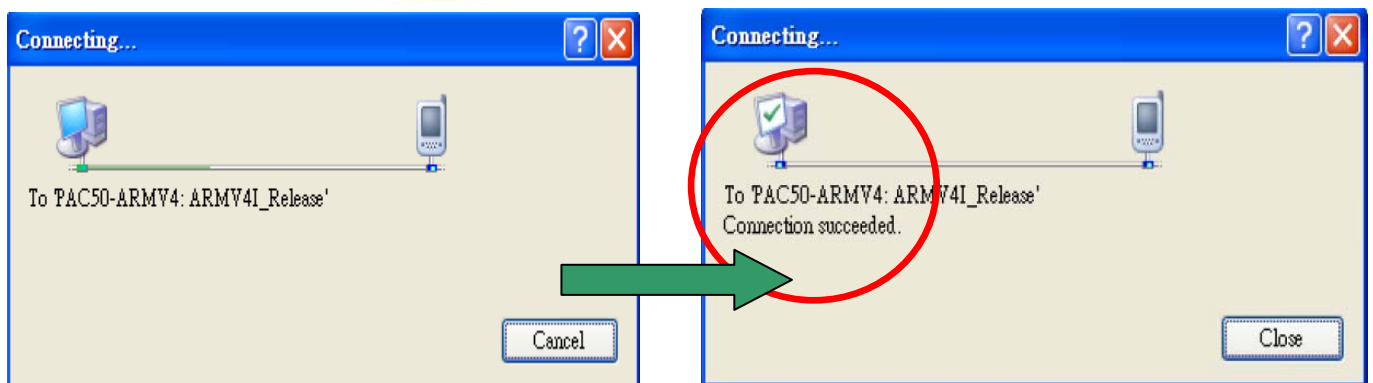 Connecting...
To 'PAC50-ARMV4: ARMV4I_Release'
Cancel
Connecting...
To 'PAC50-ARMV4: ARMV4I_Release'
Connection succeeded.
Close